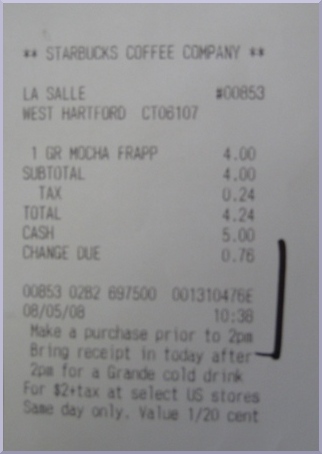 ** STARBUCKS COFFEE COMPANY **
LA SALLE #00853
WEST HARTFORD CT06107
1 GR MOCHA FRAPP 4.00
SUBTOTAL 4.00
TAX 0.24
TOTAL 4.24
CASH 5.00
CHANGE DUE 0.76
00853 02B2 697500 001310476E
08/05/08 10:38
Make a purchase prior to 2pm
Bring receipt in today after
2pm for a Grande cold drink
For $2+tax at select US stores
Same day only. Value 1/20 cent